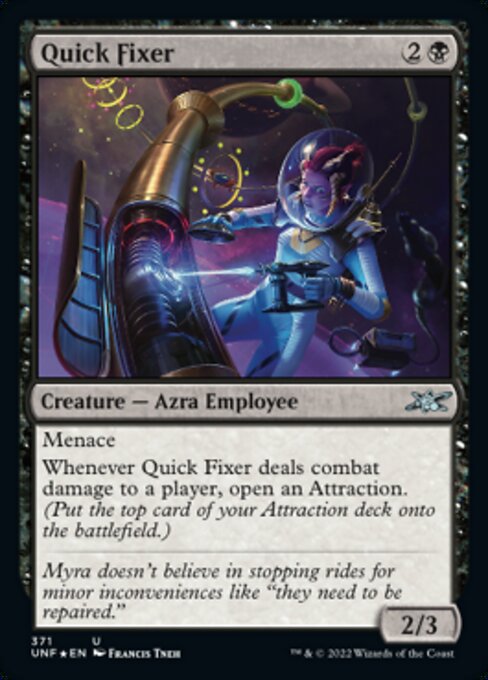 Quick Fixer 2
Creature — Azra Employee
Menace
Whenever Quick Fixer deals combat
damage to a player, open an Attraction.
(Put the top card of your Attraction deck onto
the battlefield.)
Myra doesn't believe in stopping rides for
minor inconveniences like "they need to be
repaired."
2/3
371 U
UNF★EN Francis Tneh
™ & © 2022 Wizards of the Coast